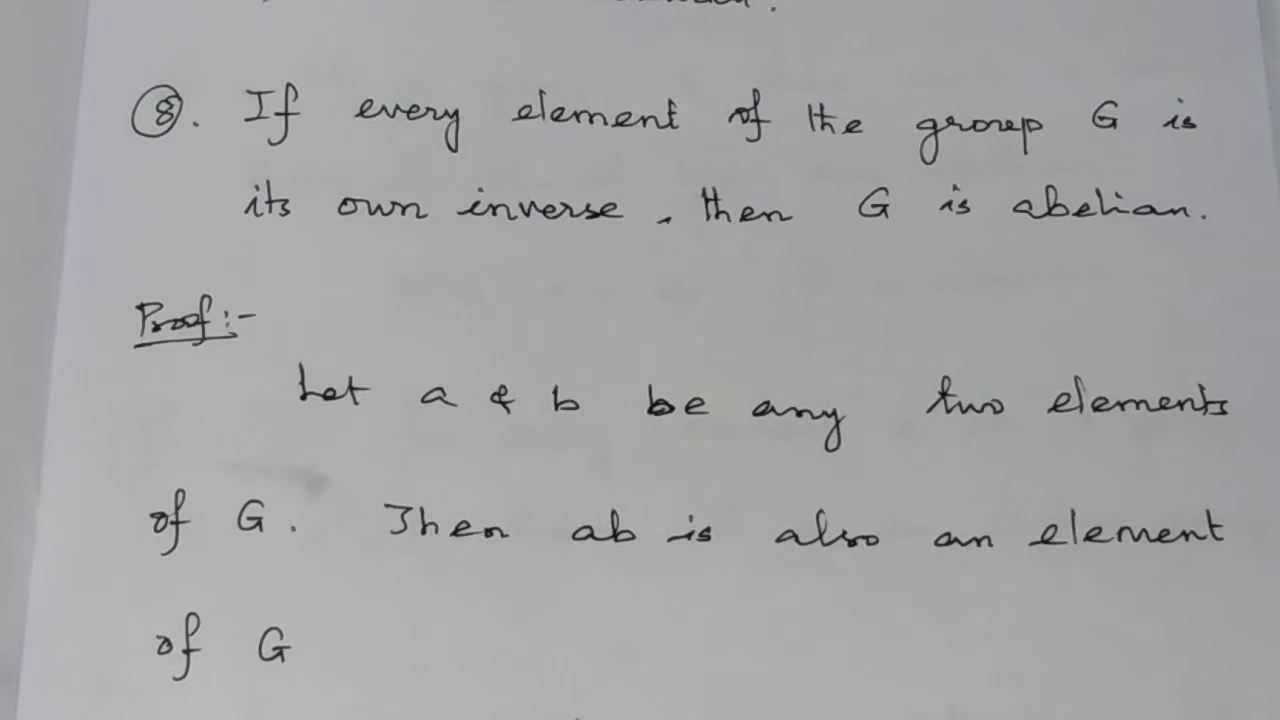 ⑧. If every element of the group G is
its own inverse, then G is abelian.
Proof :-
Let a & b be any two elements
of G. Then ab is also an element
of G